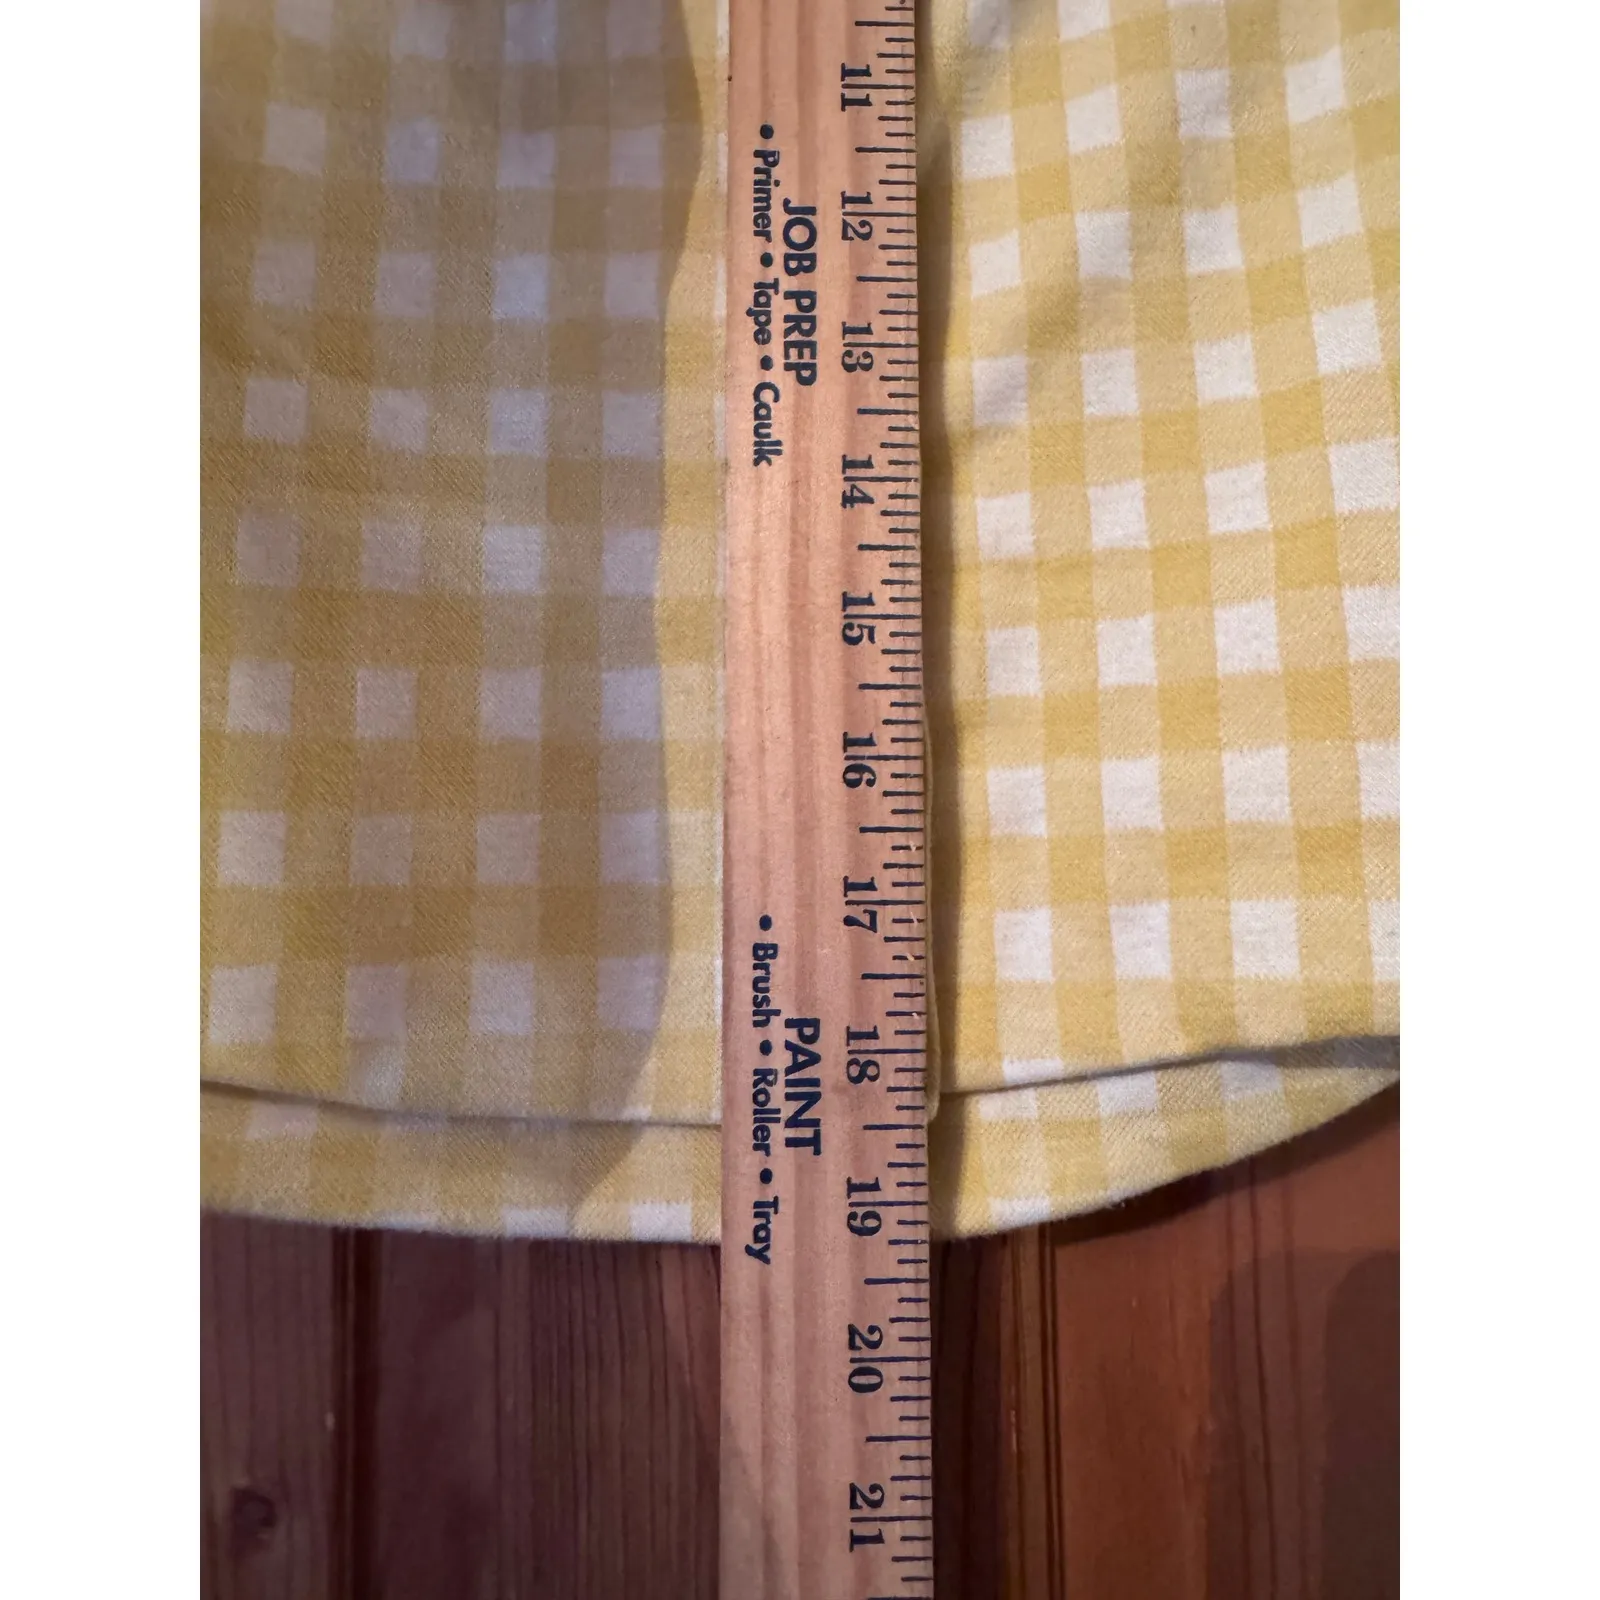 11
12
13
14
15
16
17
18
19
20
21
JOB PREP
• Primer • Tape • Caulk
PAINT
• Brush • Roller • Tray